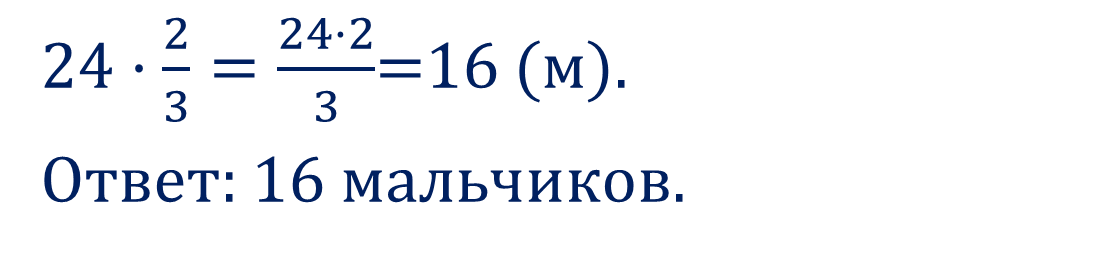 24 · 2/3 = 24·2/3 =16 (м).
Ответ: 16 мальчиков.